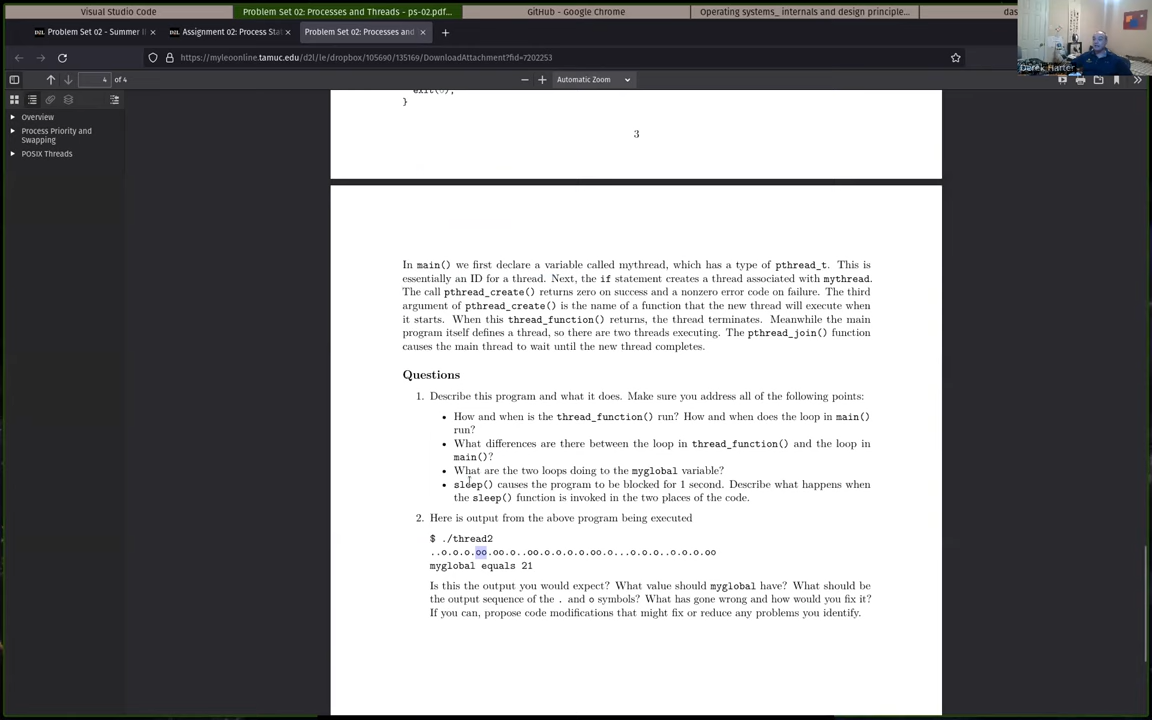 Visual Studio Code
Problem Set 02: Processes and Threads - ps-02.pdf...
GitHub - Google Chrome
Operating systems_ internals and design principle...
das
Problem Set 02 - Summer I
Assignment 02: Process Sta
Problem Set 02: Processes and
https://myleoonline.tamuc.edu/d2l/le/dropbox/105690/135169/DownloadAttachment?fid=7202253
Derek Harter
4 of 4
Automatic Zoom
Overview
Process Priority and
Swapping
POSIX Threads
exit(0);
}
3
In main() we first declare a variable called mythread, which has a type of pthread_t. This is
essentially an ID for a thread. Next, the if statement creates a thread associated with mythread.
The call pthread_create() returns zero on success and a nonzero error code on failure. The third
argument of pthread_create() is the name of a function that the new thread will execute when
it starts. When this thread_function() returns, the thread terminates. Meanwhile the main
program itself defines a thread, so there are two threads executing. The pthread_join() function
causes the main thread to wait until the new thread completes.
Questions
1. Describe this program and what it does. Make sure you address all of the following points:
• How and when is the thread_function() run? How and when does the loop in main()
run?
• What differences are there between the loop in thread_function() and the loop in
main()?
• What are the two loops doing to the myglobal variable?
• sleep() causes the program to be blocked for 1 second. Describe what happens when
the sleep() function is invoked in the two places of the code.
2. Here is output from the above program being executed
$ ./thread2
..o.o.o.oo.oo.o..oo.o.o.o.o.oo.o...o.o.o..o.o.o.oo
myglobal equals 21
Is this the output you would expect? What value should myglobal have? What should be
the output sequence of the . and o symbols? What has gone wrong and how would you fix it?
If you can, propose code modifications that might fix or reduce any problems you identify.